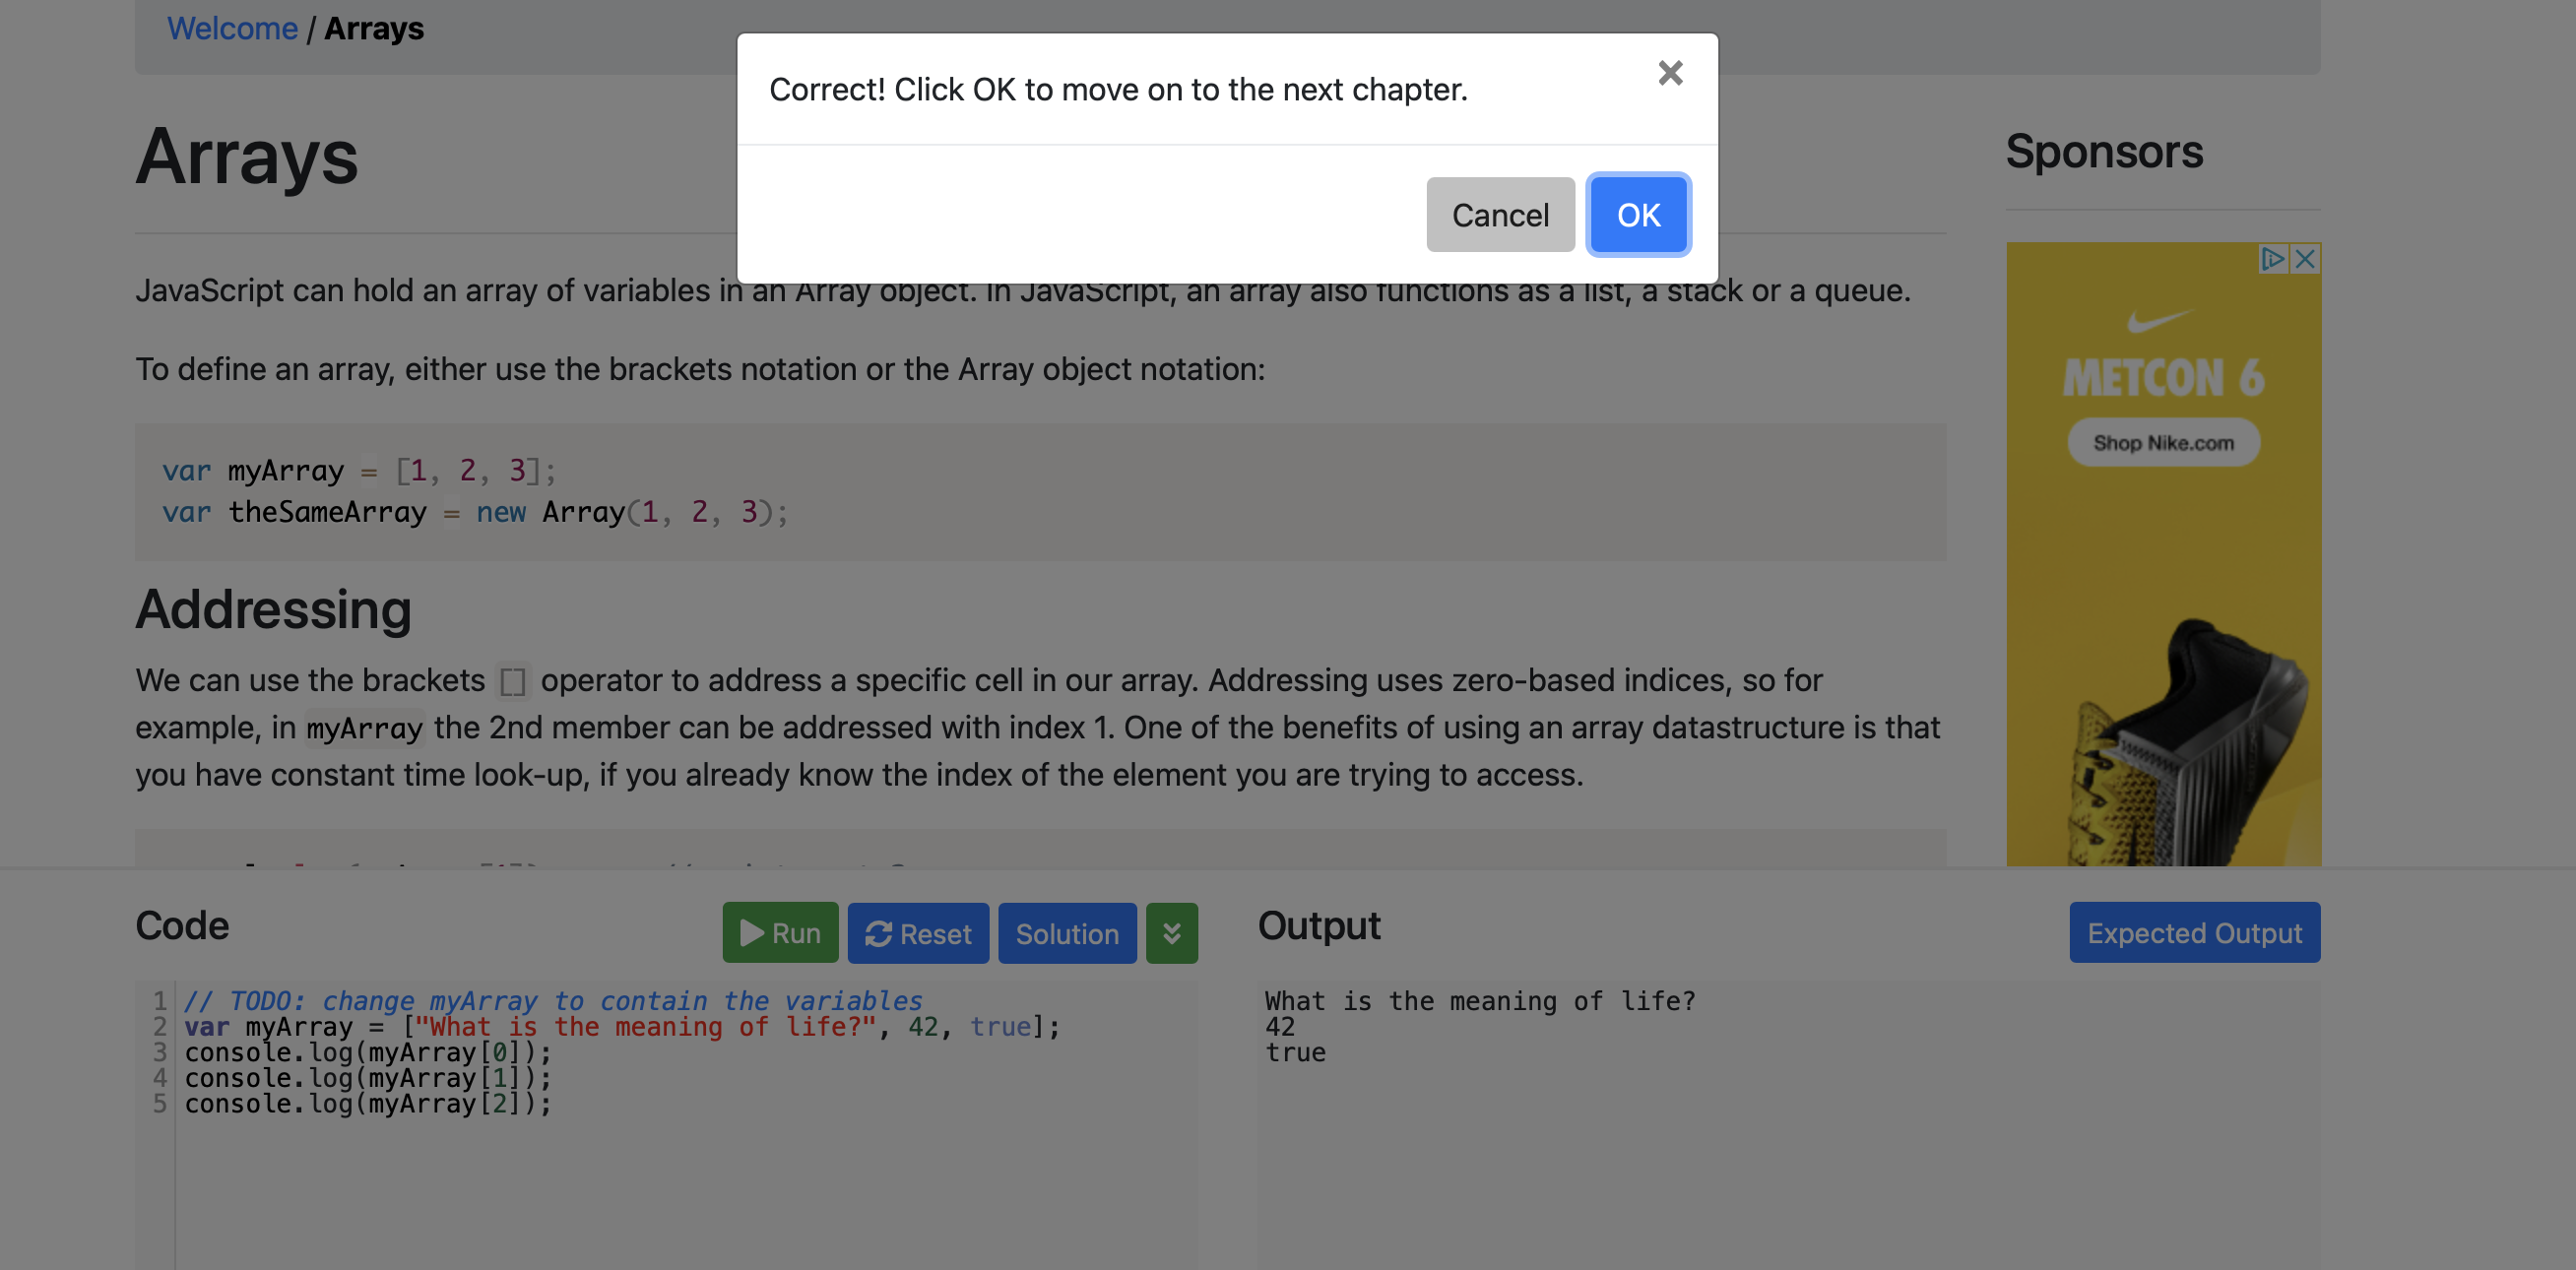 Welcome / Arrays
Correct! Click OK to move on to the next chapter.
×
Cancel
OK
Arrays
JavaScript can hold an array of variables in an Array object. In JavaScript, an array also functions as a list, a stack or a queue.
To define an array, either use the brackets notation or the Array object notation:
var myArray = [1, 2, 3];
var theSameArray = new Array(1, 2, 3);
Addressing
We can use the brackets [] operator to address a specific cell in our array. Addressing uses zero-based indices, so for
example, in myArray the 2nd member can be addressed with index 1. One of the benefits of using an array datastructure is that
you have constant time look-up, if you already know the index of the element you are trying to access.
Sponsors
METCON 6
Shop Nike.com
Code
Run
Reset
Solution
1 // TODO: change myArray to contain the variables
2 var myArray = ["What is the meaning of life?", 42, true];
3 console.log(myArray[0]);
4 console.log(myArray[1]);
5 console.log(myArray[2]);
Output
Expected Output
What is the meaning of life?
42
true